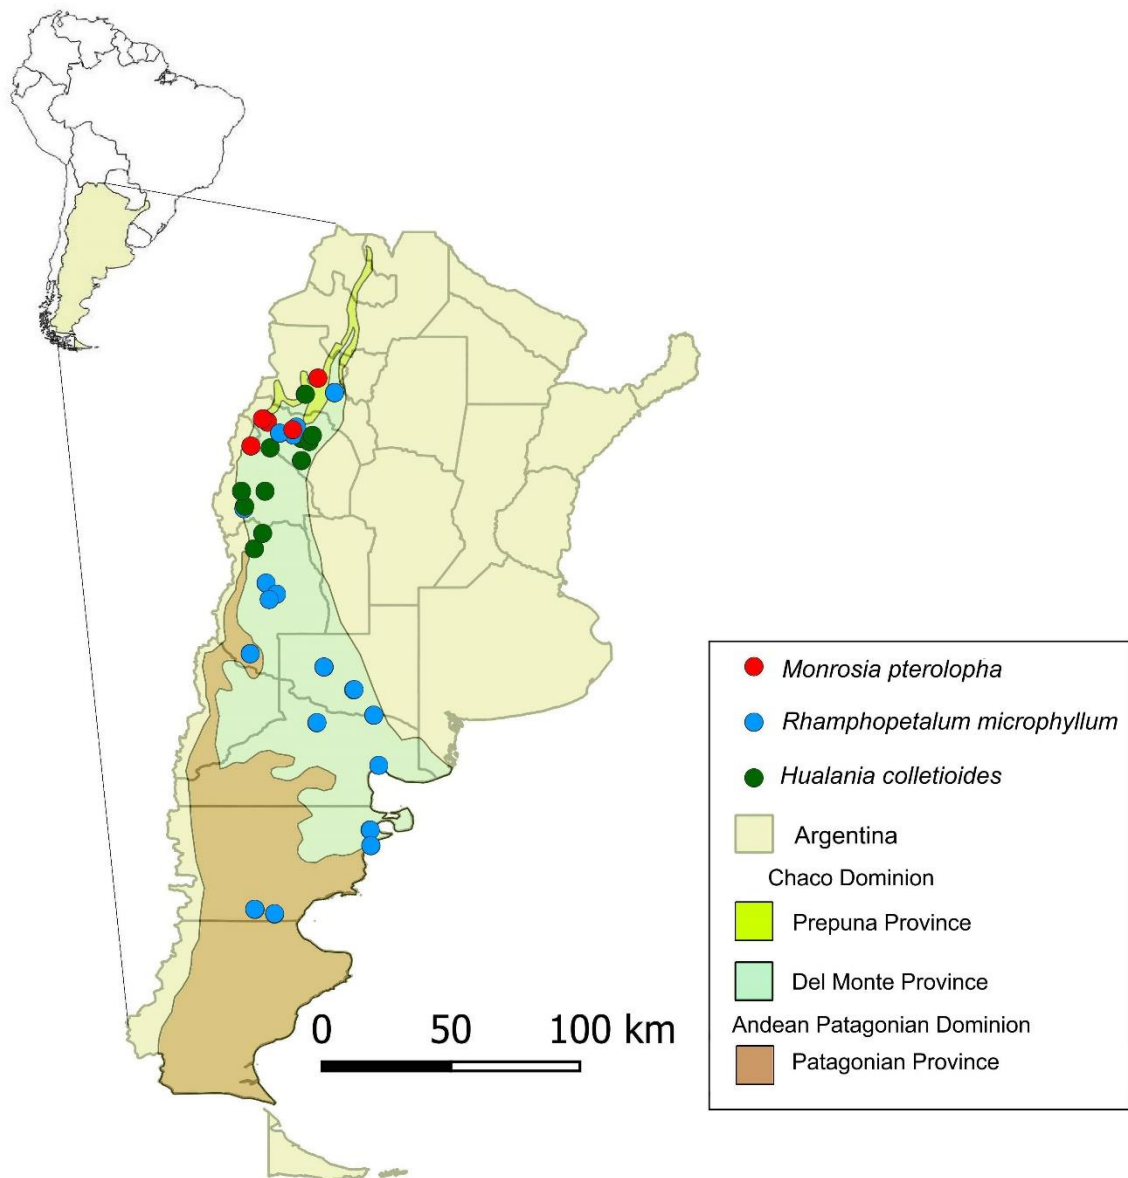 Monrosia pterolopha
Rhamphopetalum microphyllum
Hualania colletioides
Argentina
Chaco Dominion
Prepuna Province
Del Monte Province
Andean Patagonian Dominion
Patagonian Province
0 50 100 km